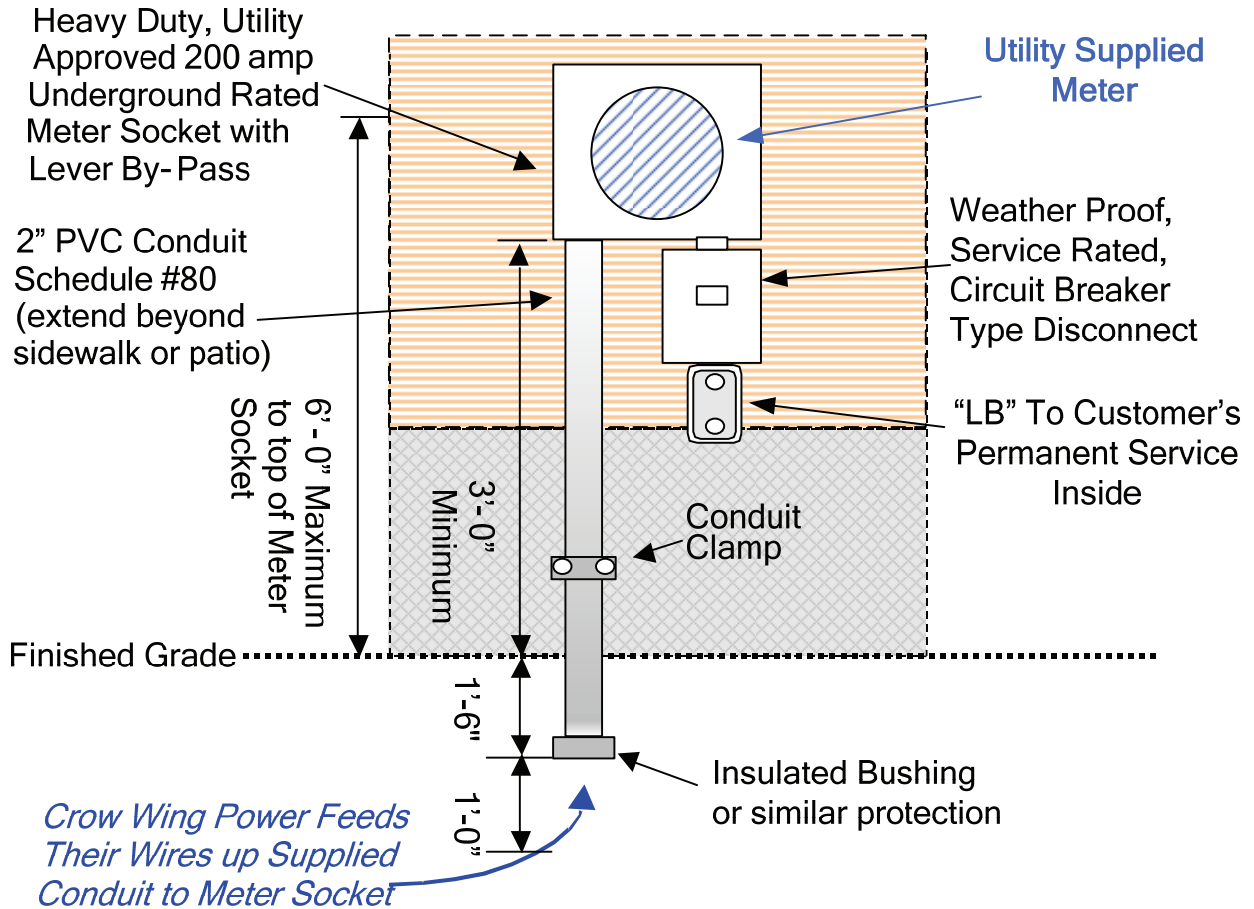 Heavy Duty, Utility
Approved 200 amp
Underground Rated
Meter Socket with
Lever By-Pass
Utility Supplied
Meter
2” PVC Conduit
Schedule #80
(extend beyond
sidewalk or patio)
Weather Proof,
Service Rated,
Circuit Breaker
Type Disconnect
6’- 0” Maximum
to top of Meter
Socket
3’- 0”
Minimum
“LB” To Customer’s
Permanent Service
Inside
Conduit
Clamp
Finished Grade
1’-6"
1’-0”
Insulated Bushing
or similar protection
Crow Wing Power Feeds
Their Wires up Supplied
Conduit to Meter Socket